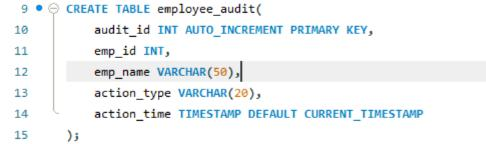 9 CREATE TABLE employee_audit(
10 audit_id INT AUTO_INCREMENT PRIMARY KEY,
11 emp_id INT,
12 emp_name VARCHAR(50),
13 action_type VARCHAR(20),
14 action_time TIMESTAMP DEFAULT CURRENT_TIMESTAMP
15 );